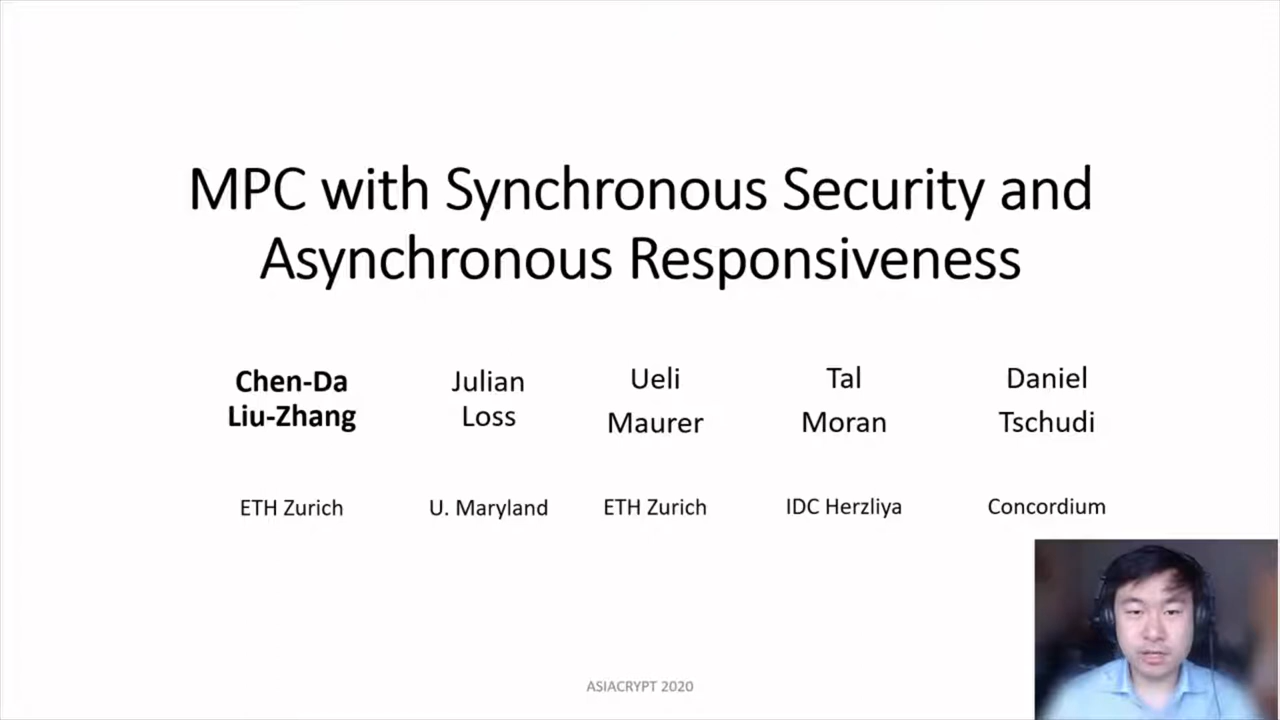 MPC with Synchronous Security and
Asynchronous Responsiveness
Chen-Da
Liu-Zhang
Julian
Loss
Ueli
Maurer
Tal
Moran
Daniel
Tschudi
ETH Zurich
U. Maryland
ETH Zurich
IDC Herzliya
Concordium
ASIACRYPT 2020